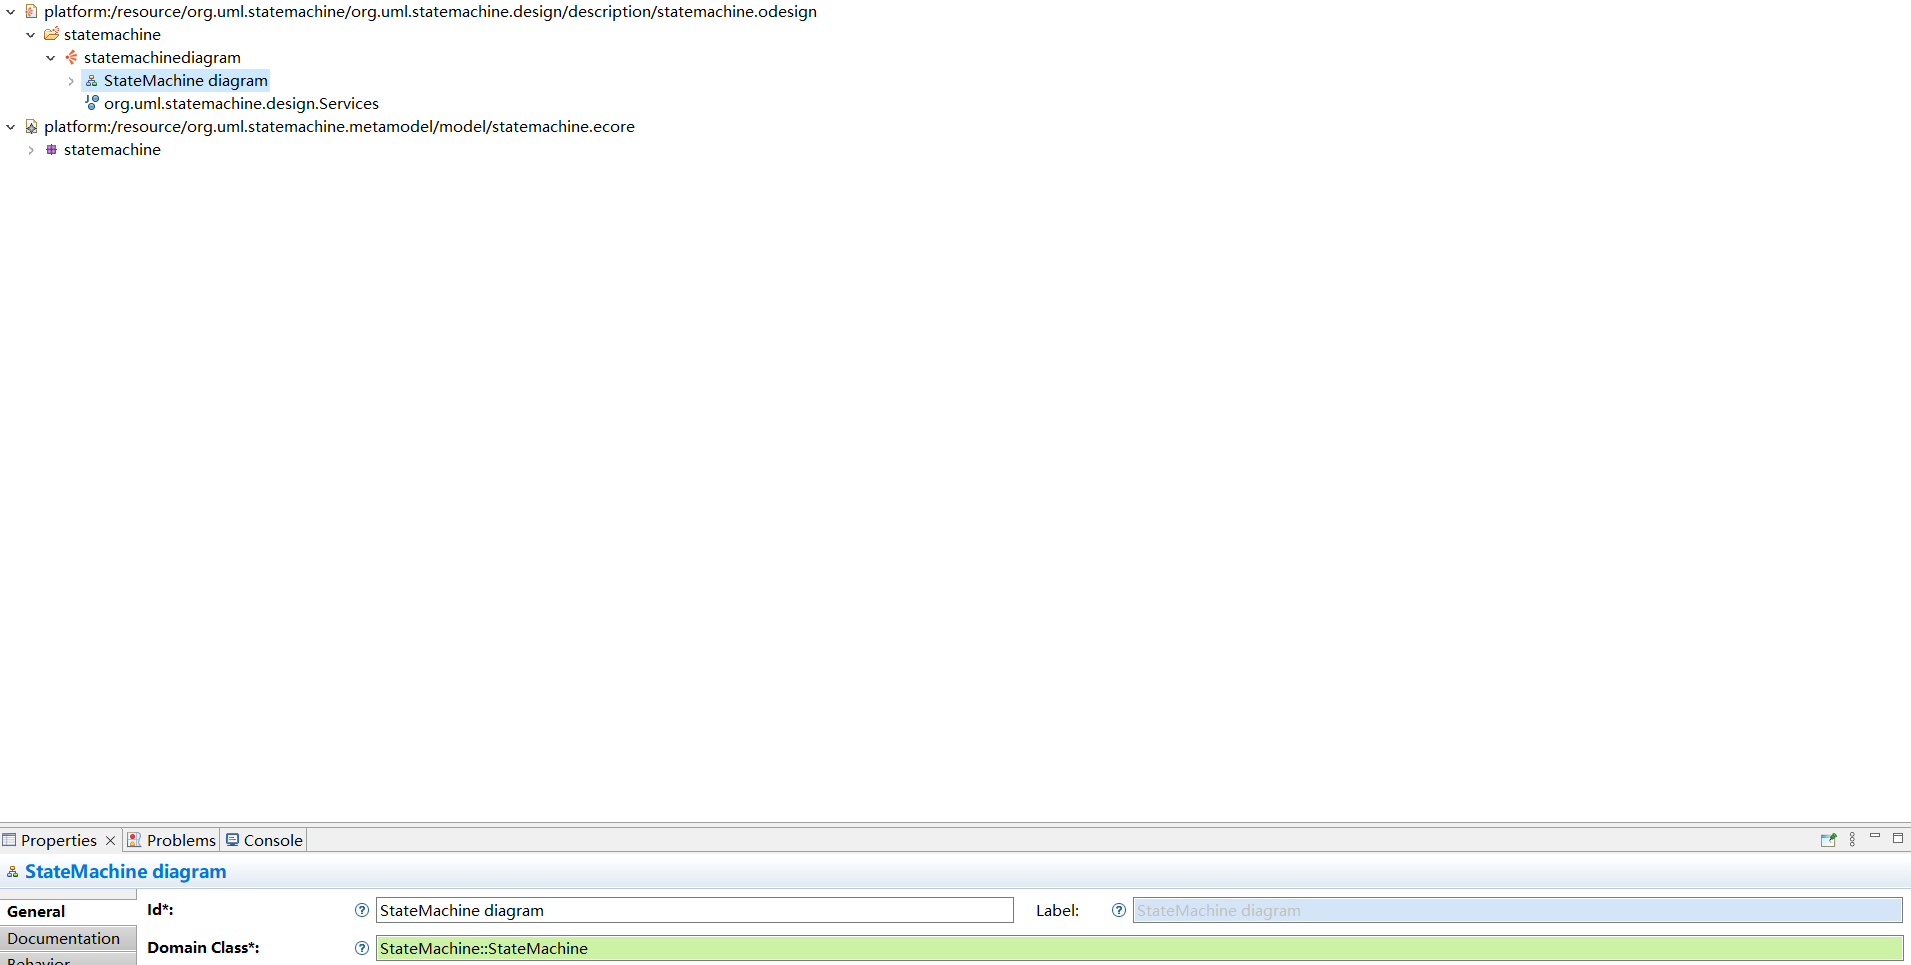 platform:/resource/org.uml.statemachine/org.uml.statemachine.design/description/statemachine.odesign
statemachine
statemachinediagram
StateMachine diagram
org.uml.statemachine.design.Services
platform:/resource/org.uml.statemachine.metamodel/model/statemachine.ecore
statemachine
Properties Problems Console
StateMachine diagram
General
Id*: StateMachine diagram Label: StateMachine diagram
Documentation
Domain Class*: StateMachine::StateMachine
Behavior